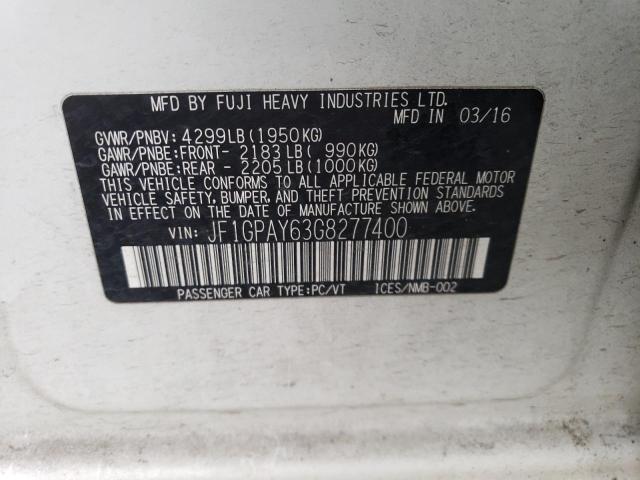 MFD BY FUJI HEAVY INDUSTRIES LTD.
MFD IN 03/16
GVWR/PNBV: 4299LB(1950KG)
GAWR/PNBE:FRONT- 2183LB( 990KG)
GAWR/PNBE:REAR - 2205LB(1000KG)
THIS VEHICLE CONFORMS TO ALL APPLICABLE FEDERAL MOTOR
VEHICLE SAFETY, BUMPER, AND THEFT PREVENTION STANDARDS
IN EFFECT ON THE DATE OF MANUFACTURE SHOWN ABOVE.
VIN: JF1GPAY63G8277400
PASSENGER CAR TYPE:PC/VT ICES/NMB-002